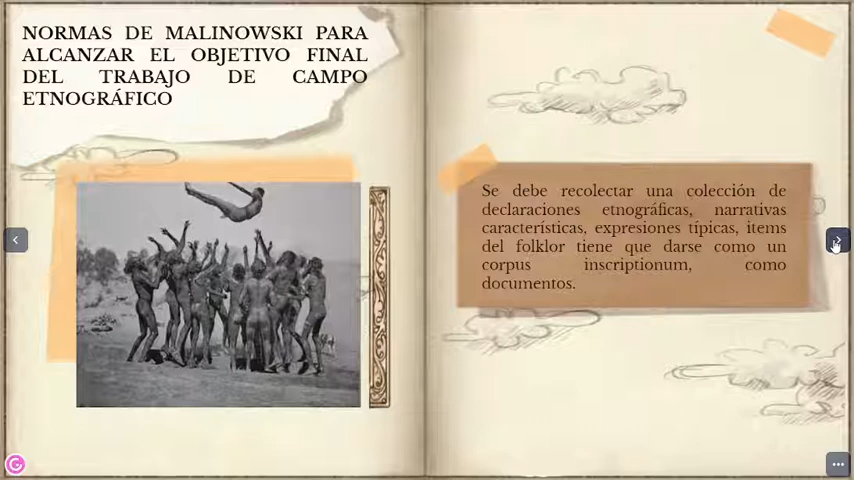 NORMAS DE MALINOWSKI PARA
ALCANZAR EL OBJETIVO FINAL
DEL TRABAJO DE CAMPO
ETNOGRÁFICO
Se debe recolectar una colección de
declaraciones etnográficas, narrativas
características, expresiones típicas, items
del folklor tiene que darse como un
corpus inscriptionum, como
documentos.